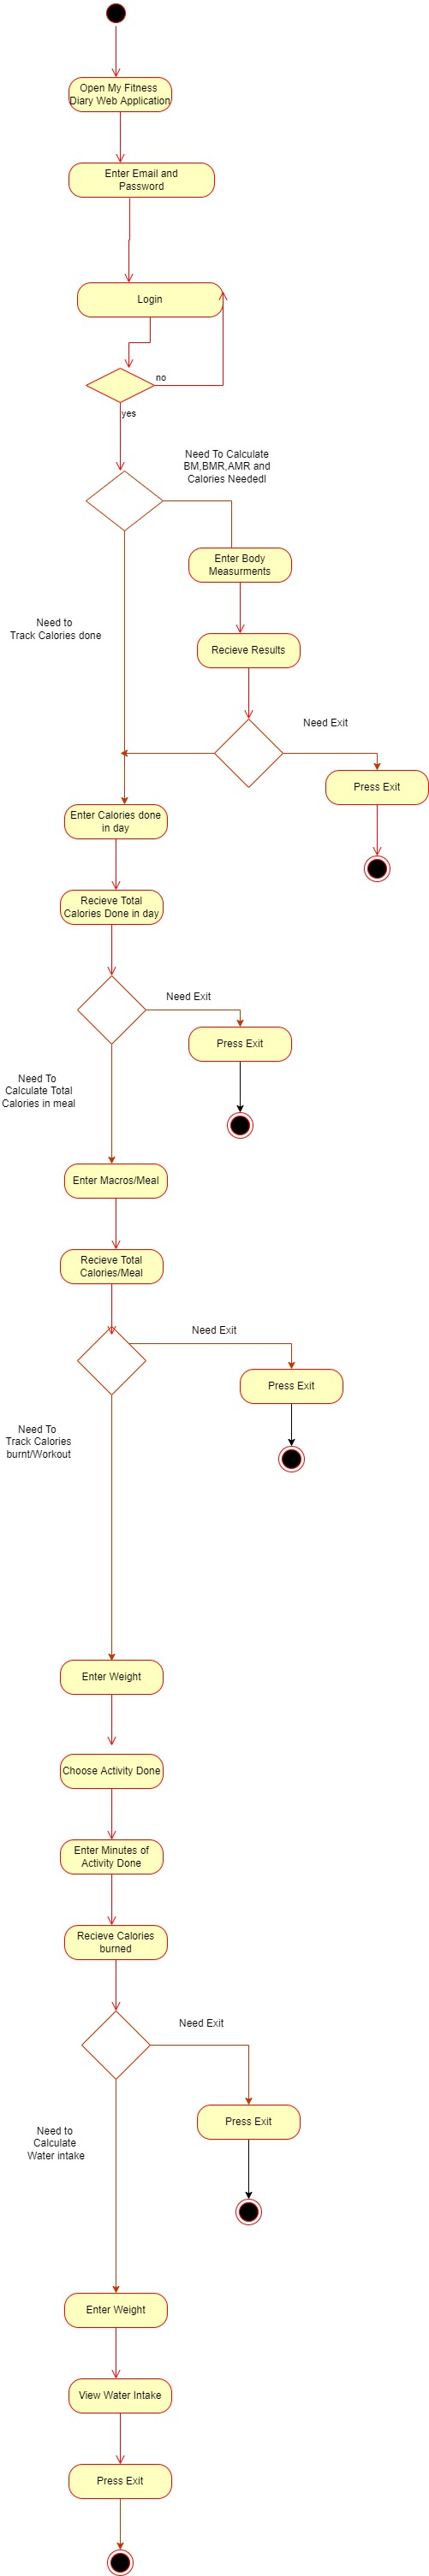 Open My Fitness
Diary Web Application
Enter Email and
Password
Login
no
yes
Need To Calculate
BM,BMR,AMR and
Calories Neededl
Enter Body
Measurments
Need to
Track Calories done
Recieve Results
Need Exit
Press Exit
Enter Calories done
in day
Recieve Total
Calories Done in day
Need Exit
Press Exit
Need To
Calculate Total
Calories in meal
Enter Macros/Meal
Recieve Total
Calories/Meal
Need Exit
Press Exit
Need To
Track Calories
burnt/Workout
Enter Weight
Choose Activity Done
Enter Minutes of
Activity Done
Recieve Calories
burned
Need Exit
Press Exit
Need to
Calculate
Water intake
Enter Weight
View Water Intake
Press Exit